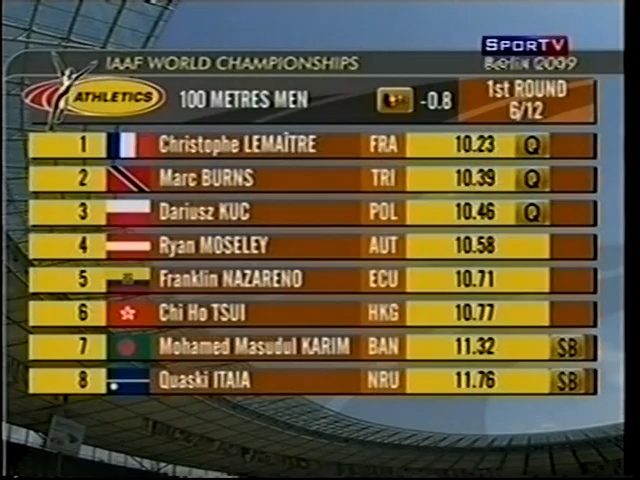 SPORTV
IAAF WORLD CHAMPIONSHIPS Berlin 2009
ATHLETICS 100 METRES MEN -0.8 1st ROUND
6/12
1 Christophe LEMAÎTRE FRA 10.23 Q
2 Marc BURNS TRI 10.39 Q
3 Dariusz KUC POL 10.46 Q
4 Ryan MOSELEY AUT 10.58
5 Franklin NAZARENO ECU 10.71
6 Chi Ho TSUI HKG 10.77
7 Mohamed Masudul KARIM BAN 11.32 SB
8 Quaski ITAIA NRU 11.76 SB